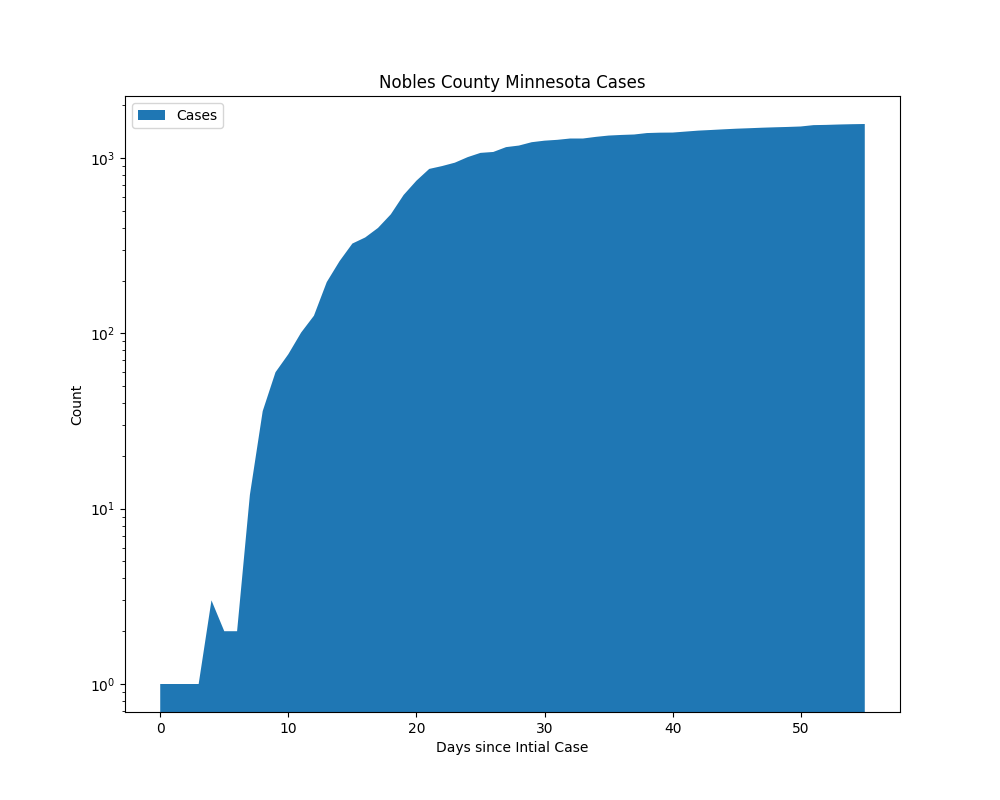 Nobles County Minnesota Cases
Cases
10³
10²
10¹
10⁰
Count
0 10 20 30 40 50
Days since Intial Case